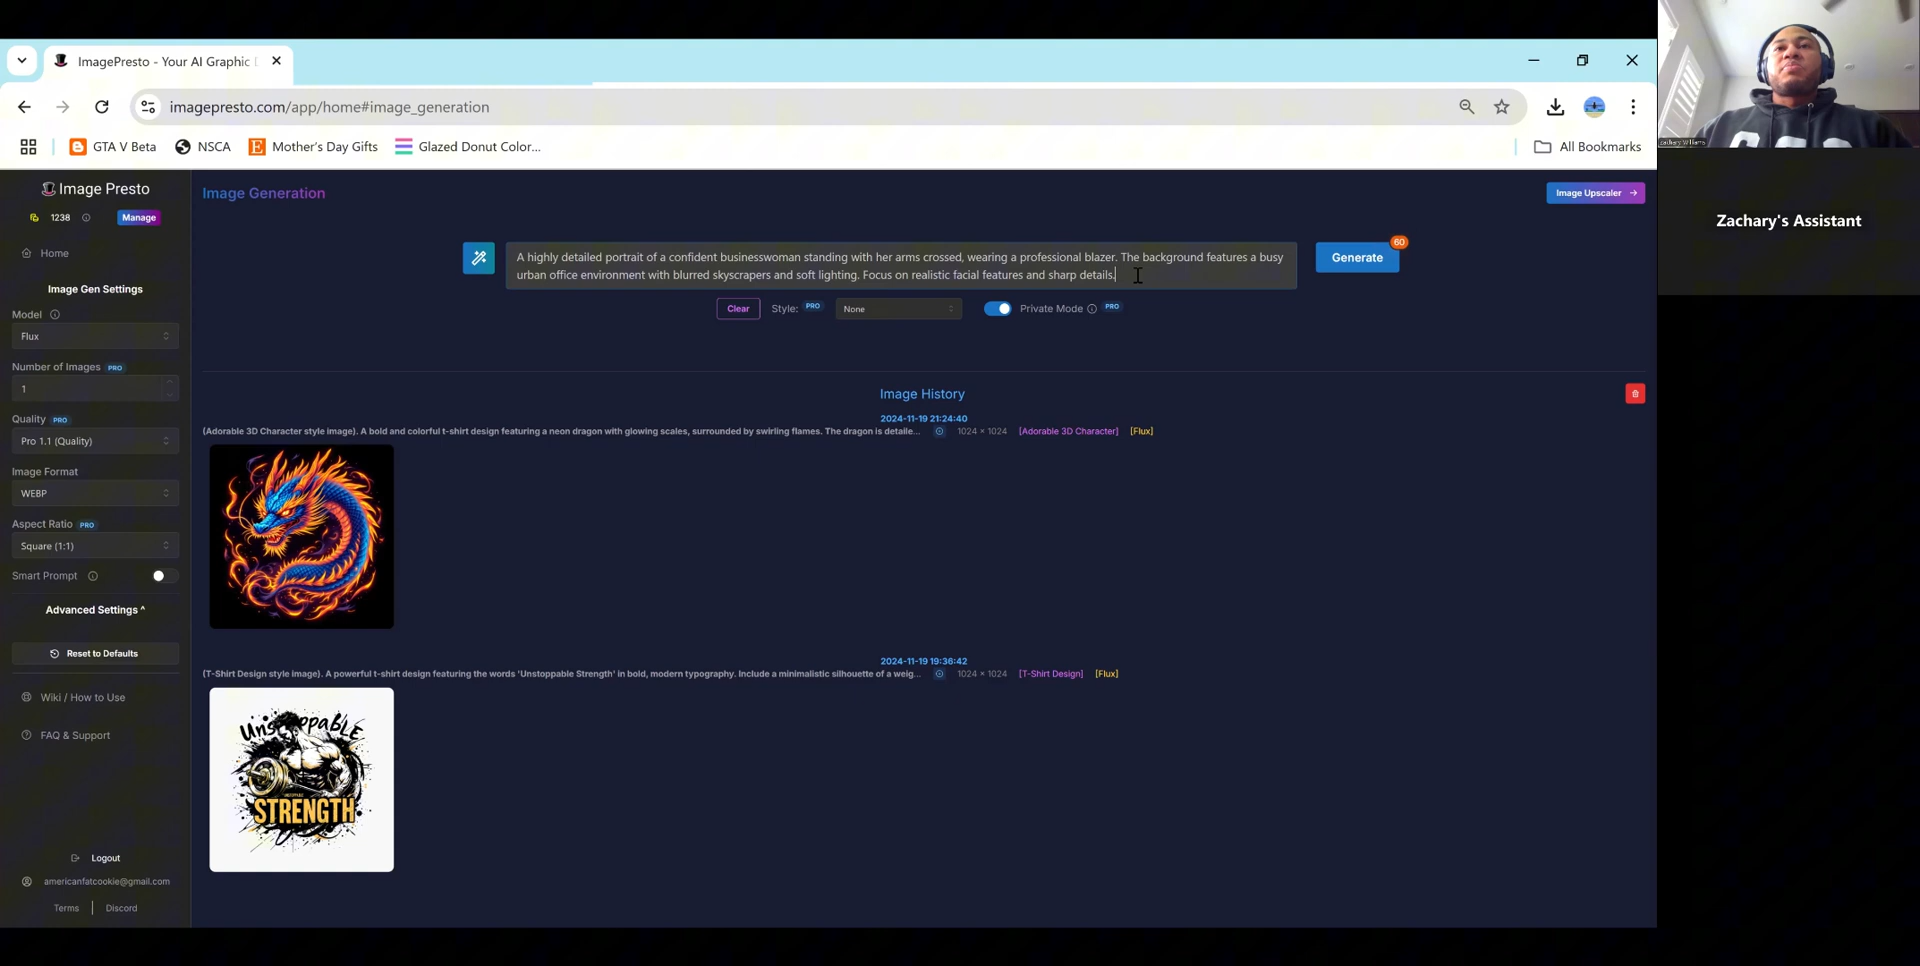 ImagePresto - Your AI Graphic D
imagepresto.com/app/home#image_generation
GTA V Beta
NSCA
Mother's Day Gifts
Glazed Donut Color...
All Bookmarks
Image Presto
1238
Manage
Home
Image Gen Settings
Model
Flux
Number of Images PRO
1
Quality PRO
Pro 1.1 (Quality)
Image Format
WEBP
Aspect Ratio PRO
Square (1:1)
Smart Prompt
Advanced Settings ^
Reset to Defaults
Wiki / How to Use
FAQ & Support
Logout
americanfatcookie@gmail.com
Terms | Discord
Image Generation
Image Upscaler →
A highly detailed portrait of a confident businesswoman standing with her arms crossed, wearing a professional blazer. The background features a busy
urban office environment with blurred skyscrapers and soft lighting. Focus on realistic facial features and sharp details.
60
Generate
Clear
Style: PRO
None
Private Mode PRO
Image History
2024-11-19 21:24:40
(Adorable 3D Character style image). A bold and colorful t-shirt design featuring a neon dragon with glowing scales, surrounded by swirling flames. The dragon is detaile... 1024 × 1024 [Adorable 3D Character] [Flux]
2024-11-19 19:36:42
(T-Shirt Design style image). A powerful t-shirt design featuring the words 'Unstoppable Strength' in bold, modern typography. Include a minimalistic silhouette of a weig... 1024 × 1024 [T-Shirt Design] [Flux]
STRENGTH
Zachary Williams
Zachary's Assistant